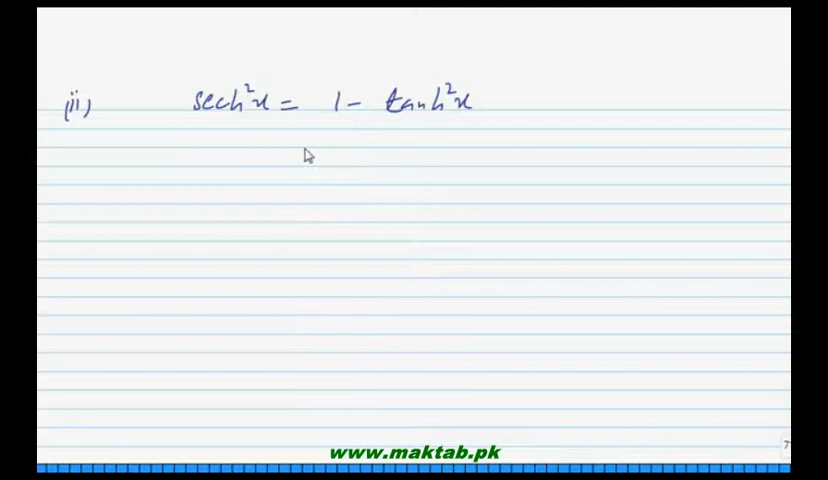 (ii) sech²x = 1 - tanh²x
www.maktab.pk